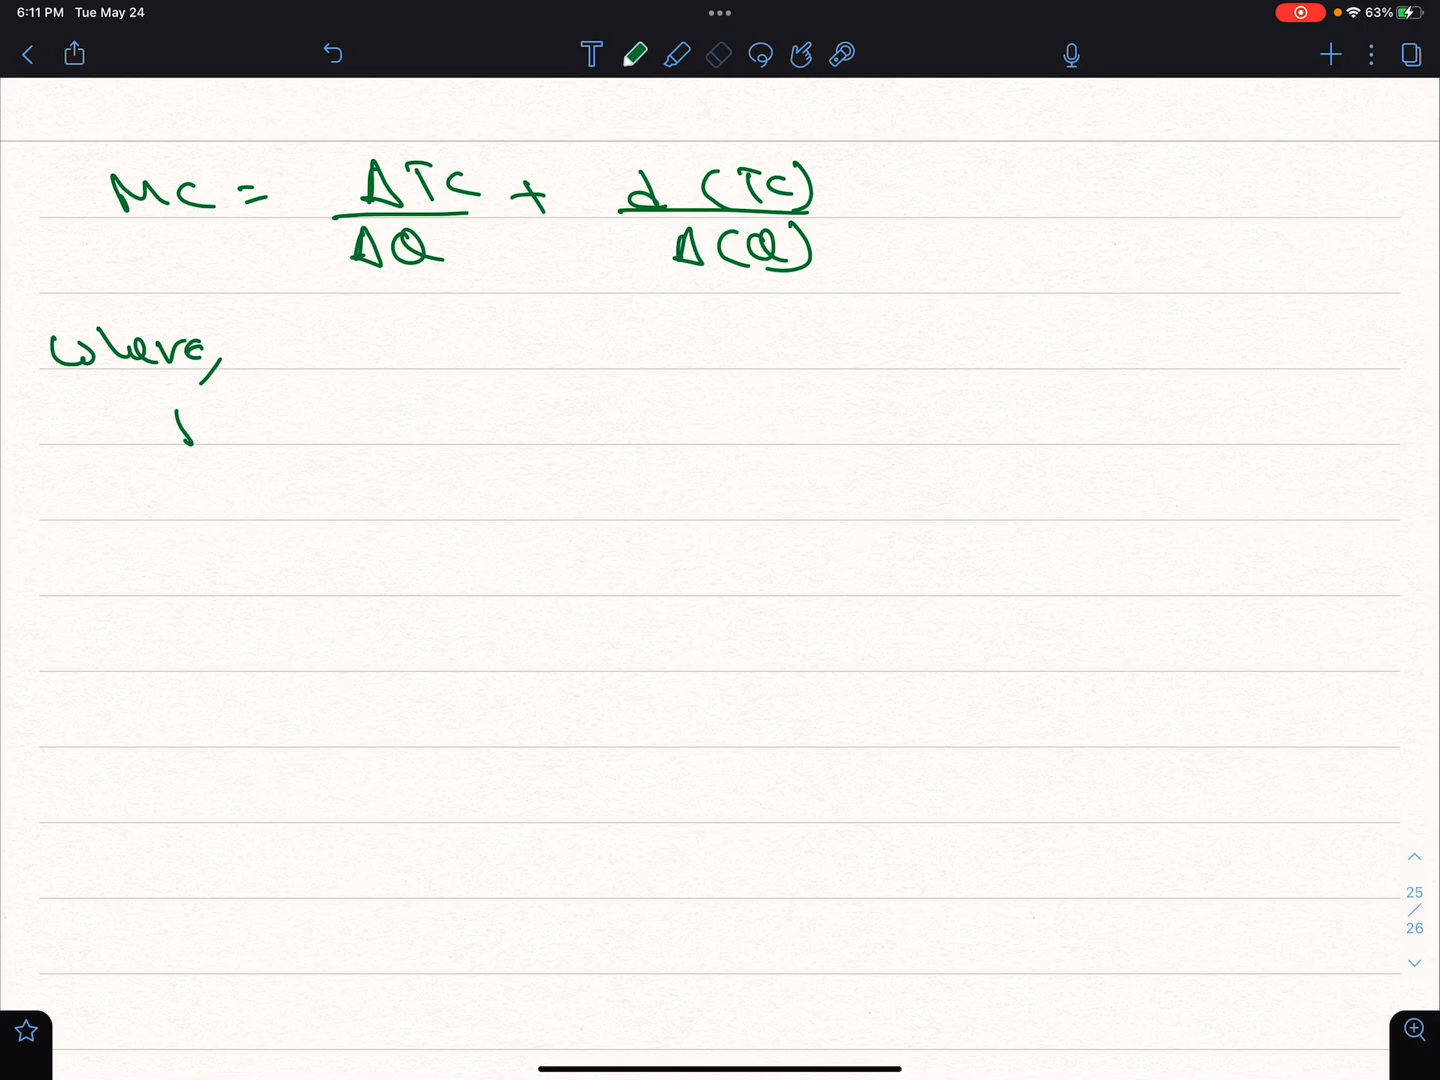 6:11 PM Tue May 24
63%
T
MC = ΔTC/ΔQ + d(TC)/Δ(Q)
where,
25
/
26